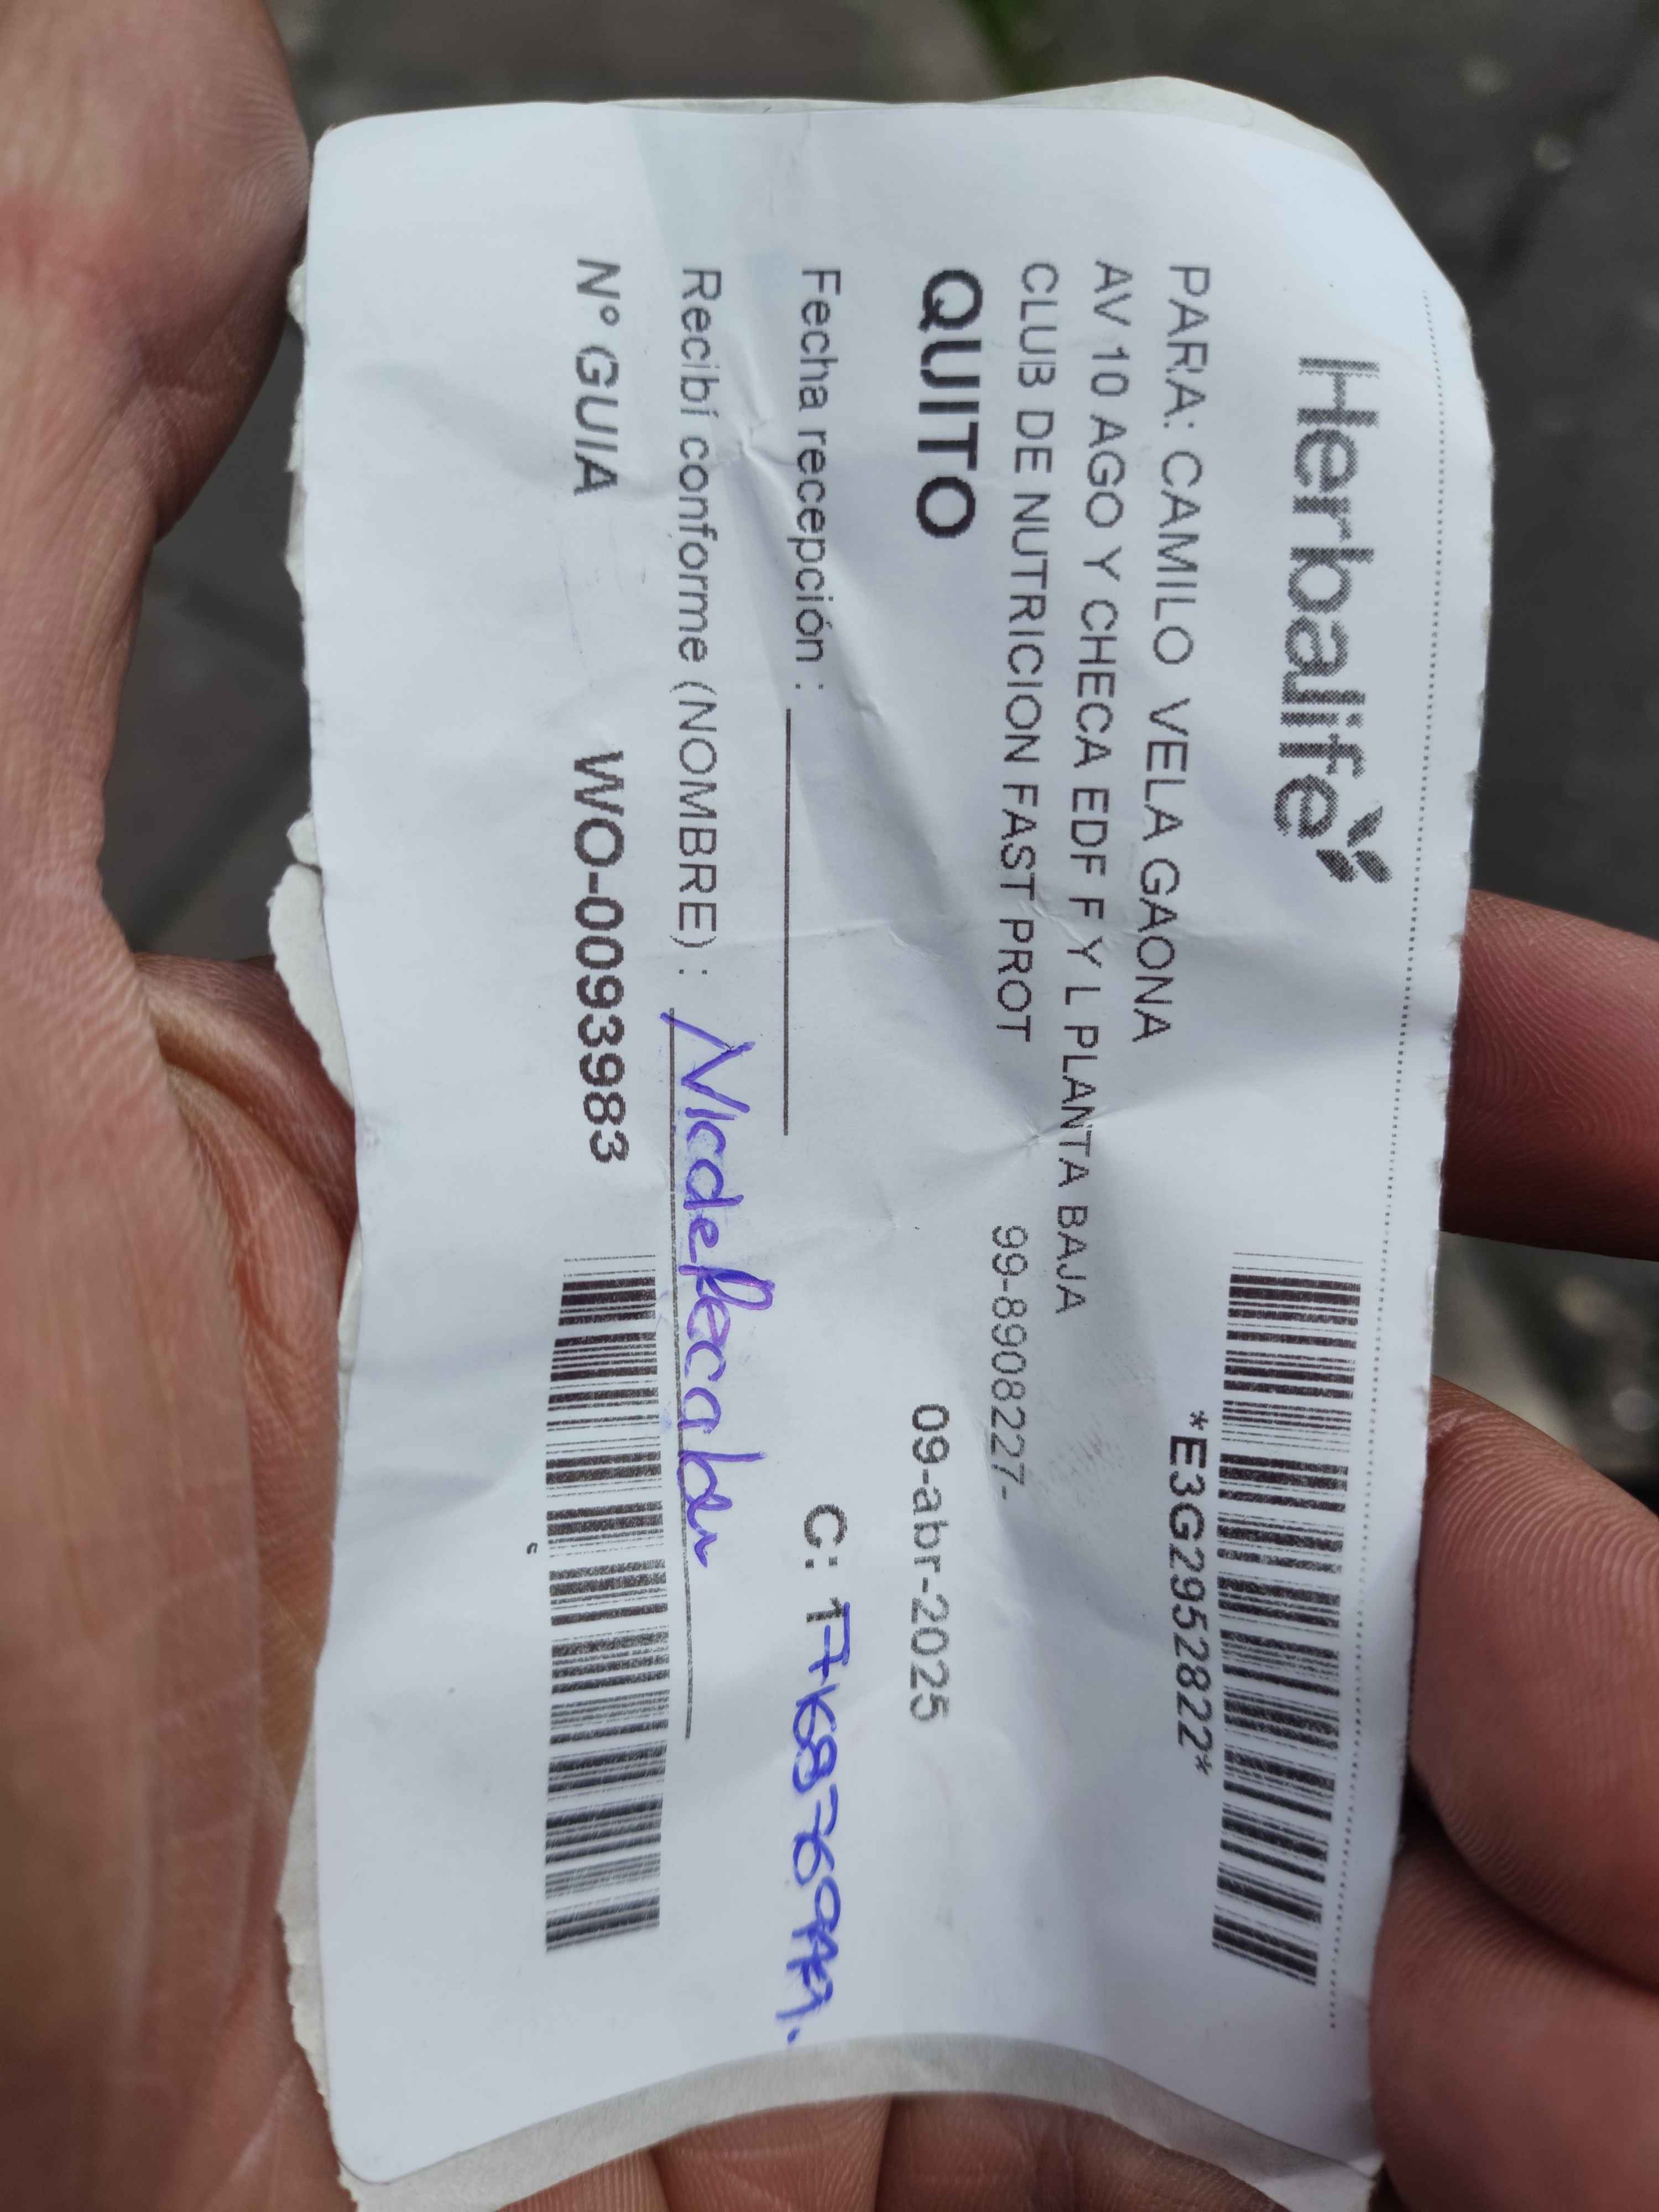 Herbalife
*E3G2952822*
PARA: CAMILO VELA GAONA
AV 10 AGO Y CHECA EDF F Y L PLANTA BAJA
CLUB DE NUTRICION FAST PROT 99-8908227-
QUITO 09-abr-2025
Fecha recepción : C:
Recibí conforme (NOMBRE) :
N° GUIA WO-0093983